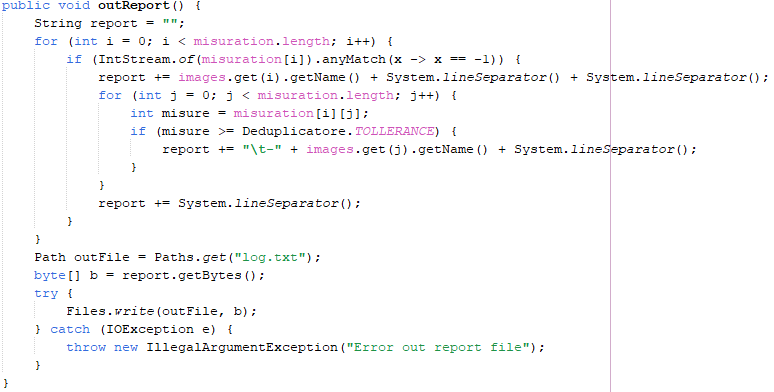 public void outReport() {
    String report = "";
    for (int i = 0; i < misuration.length; i++) {
        if (IntStream.of(misuration[i]).anyMatch(x -> x == -1)) {
            report += images.get(i).getName() + System.lineSeparator() + System.lineSeparator();
            for (int j = 0; j < misuration.length; j++) {
                int misure = misuration[i][j];
                if (misure >= Deduplicatore.TOLLERANCE) {
                    report += "\t-" + images.get(j).getName() + System.lineSeparator();
                }
            }
            report += System.lineSeparator();
        }
    }
    Path outFile = Paths.get("log.txt");
    byte[] b = report.getBytes();
    try {
        Files.write(outFile, b);
    } catch (IOException e) {
        throw new IllegalArgumentException("Error out report file");
    }
}